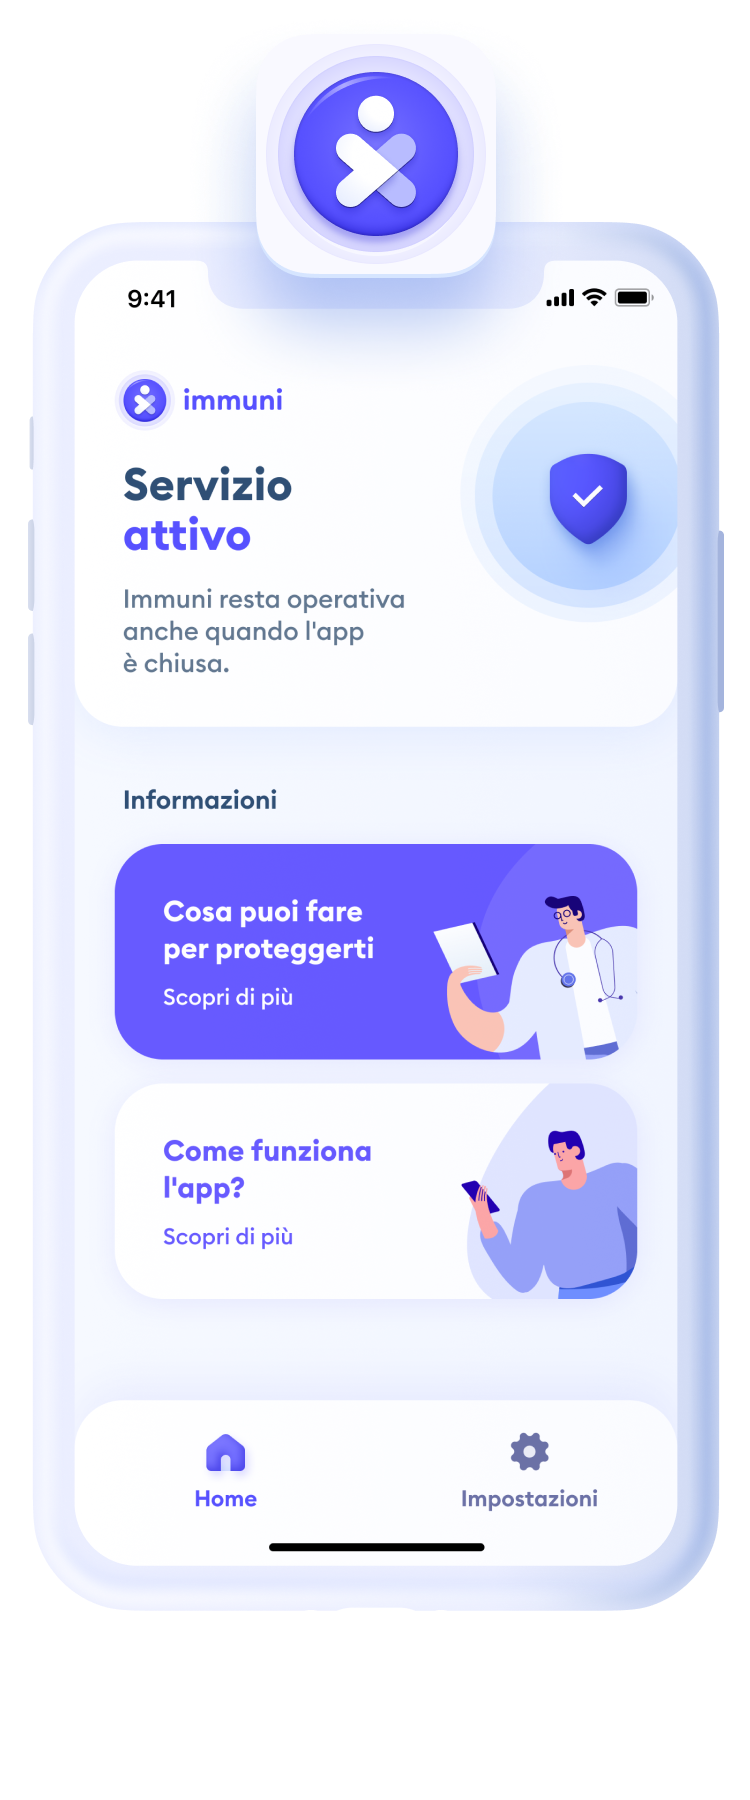 9:41
immuni
Servizio
attivo
Immuni resta operativa
anche quando l'app
è chiusa.
Informazioni
Cosa puoi fare
per proteggerti
Scopri di più
Come funziona
l'app?
Scopri di più
Home
Impostazioni